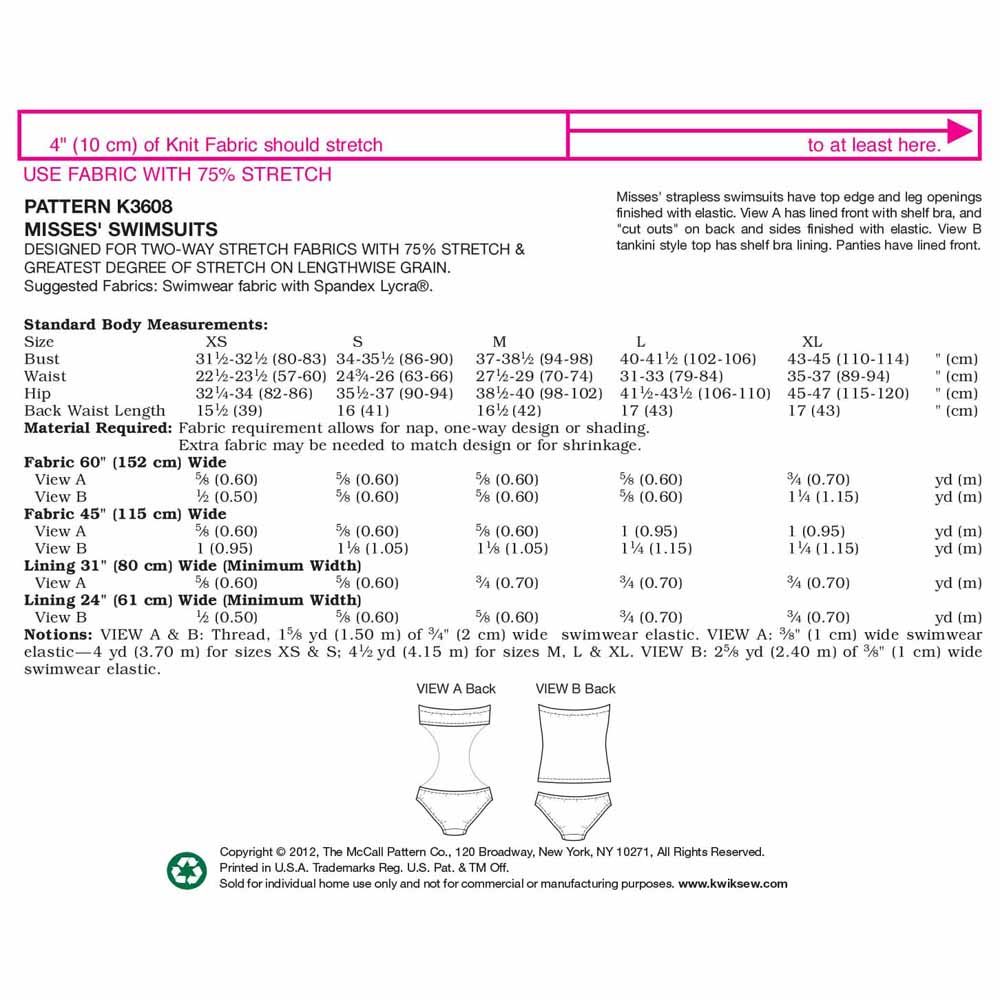 4" (10 cm) of Knit Fabric should stretch
to at least here.
USE FABRIC WITH 75% STRETCH
PATTERN K3608
MISSES' SWIMSUITS
DESIGNED FOR TWO-WAY STRETCH FABRICS WITH 75% STRETCH &
GREATEST DEGREE OF STRETCH ON LENGTHWISE GRAIN.
Suggested Fabrics: Swimwear fabric with Spandex Lycra®.
Misses' strapless swimsuits have top edge and leg openings
finished with elastic. View A has lined front with shelf bra, and
"cut outs" on back and sides finished with elastic. View B
tankini style top has shelf bra lining. Panties have lined front.
Standard Body Measurements:
Size XS S M L XL
Bust 31½-32½ (80-83) 34-35½ (86-90) 37-38½ (94-98) 40-41½ (102-106) 43-45 (110-114) " (cm)
Waist 22½-23½ (57-60) 24¾-26 (63-66) 27½-29 (70-74) 31-33 (79-84) 35-37 (89-94) " (cm)
Hip 32¼-34 (82-86) 35½-37 (90-94) 38½-40 (98-102) 41½-43½ (106-110) 45-47 (115-120) " (cm)
Back Waist Length 15½ (39) 16 (41) 16½ (42) 17 (43) 17 (43) " (cm)
Material Required: Fabric requirement allows for nap, one-way design or shading.
Extra fabric may be needed to match design or for shrinkage.
Fabric 60" (152 cm) Wide
View A ⅝ (0.60) ⅝ (0.60) ⅝ (0.60) ⅝ (0.60) ¾ (0.70) yd (m)
View B ½ (0.50) ⅝ (0.60) ⅝ (0.60) ⅝ (0.60) 1¼ (1.15) yd (m)
Fabric 45" (115 cm) Wide
View A ⅝ (0.60) ⅝ (0.60) ⅝ (0.60) 1 (0.95) 1 (0.95) yd (m)
View B 1 (0.95) 1⅛ (1.05) 1⅛ (1.05) 1¼ (1.15) 1¼ (1.15) yd (m)
Lining 31" (80 cm) Wide (Minimum Width)
View A ⅝ (0.60) ⅝ (0.60) ¾ (0.70) ¾ (0.70) ¾ (0.70) yd (m)
Lining 24" (61 cm) Wide (Minimum Width)
View B ½ (0.50) ⅝ (0.60) ⅝ (0.60) ¾ (0.70) ¾ (0.70) yd (m)
Notions: VIEW A & B: Thread, 1⅝ yd (1.50 m) of ¾" (2 cm) wide swimwear elastic. VIEW A: ⅜" (1 cm) wide swimwear
elastic—4 yd (3.70 m) for sizes XS & S; 4½ yd (4.15 m) for sizes M, L & XL. VIEW B: 2⅝ yd (2.40 m) of ⅜" (1 cm) wide
swimwear elastic.
VIEW A Back VIEW B Back
Copyright © 2012, The McCall Pattern Co., 120 Broadway, New York, NY 10271, All Rights Reserved.
Printed in U.S.A. Trademarks Reg. U.S. Pat. & TM Off.
Sold for individual home use only and not for commercial or manufacturing purposes. www.kwiksew.com